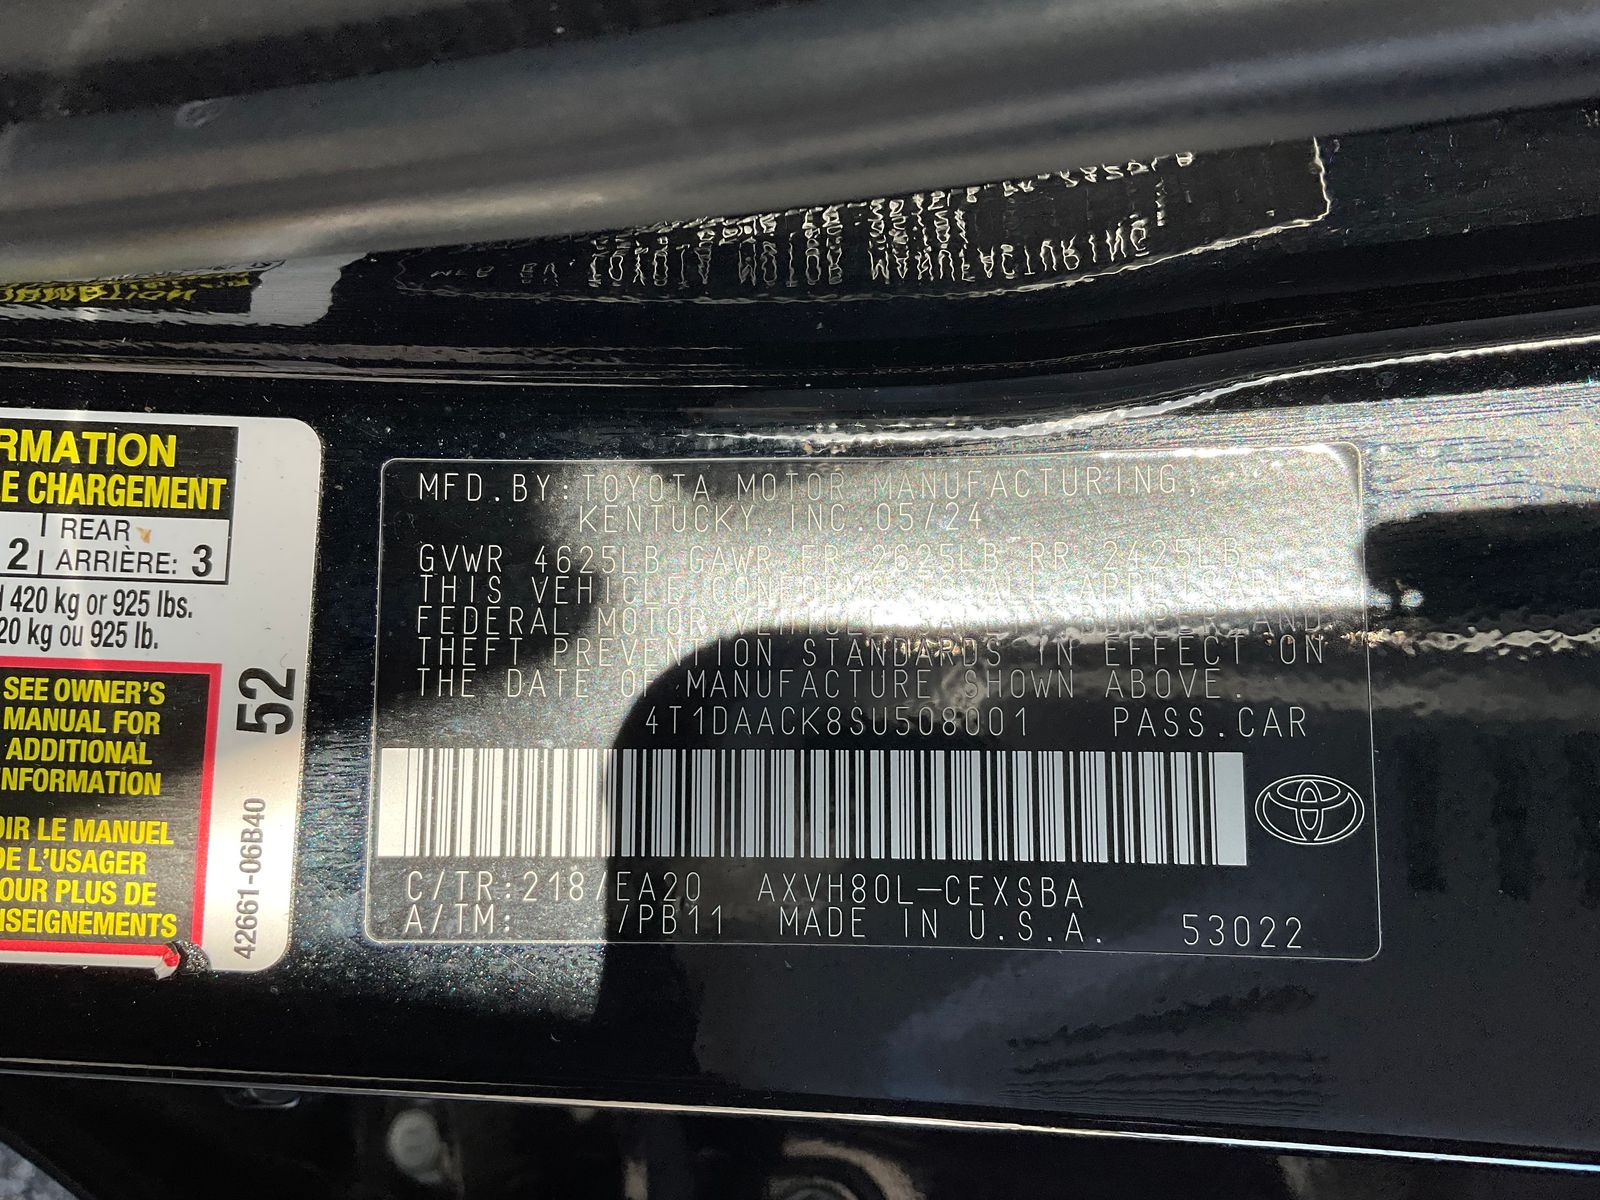 RMATION
E CHARGEMENT
2 REAR
ARRIÈRE: 3
420 kg or 925 lbs.
20 kg ou 925 lb.
SEE OWNER'S
MANUAL FOR
ADDITIONAL
NFORMATION
OIR LE MANUEL
DE L'USAGER
OUR PLUS DE
NSEIGNEMENTS
52
42661-06B40
MFD.BY:TOYOTA MOTOR MANUFACTURING,
KENTUCKY, INC.05/24
GVWR 4625LB GAWR FR 2625LB RR 2425LB
THIS VEHICLE CONFORMS TO ALL APPLICABLE
FEDERAL MOTOR VEHICLE SAFETY, BUMPER AND
THEFT PREVENTION STANDARDS IN EFFECT ON
THE DATE OF MANUFACTURE SHOWN ABOVE.
4T1DAACK8SU508001 PASS.CAR
C/TR:218/EA20 AXVH80L-CEXSBA
A/TM: /PB11 MADE IN U.S.A. 53022